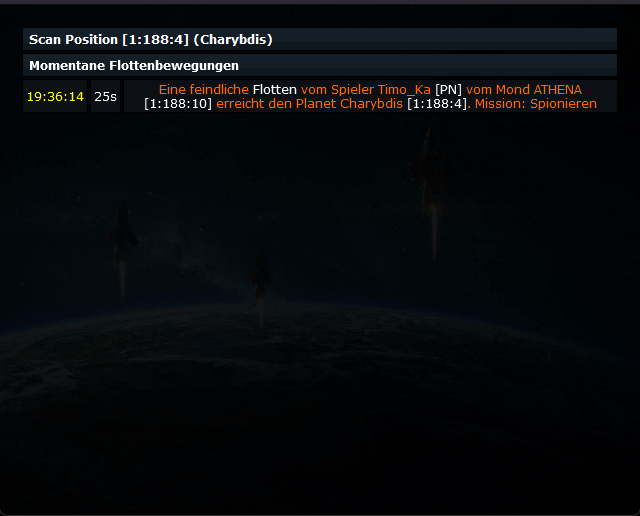 Scan Position [1:188:4] (Charybdis)
Momentane Flottenbewegungen
19:36:14 25s Eine feindliche Flotten vom Spieler Timo_Ka [PN] vom Mond ATHENA
[1:188:10] erreicht den Planet Charybdis [1:188:4]. Mission: Spionieren